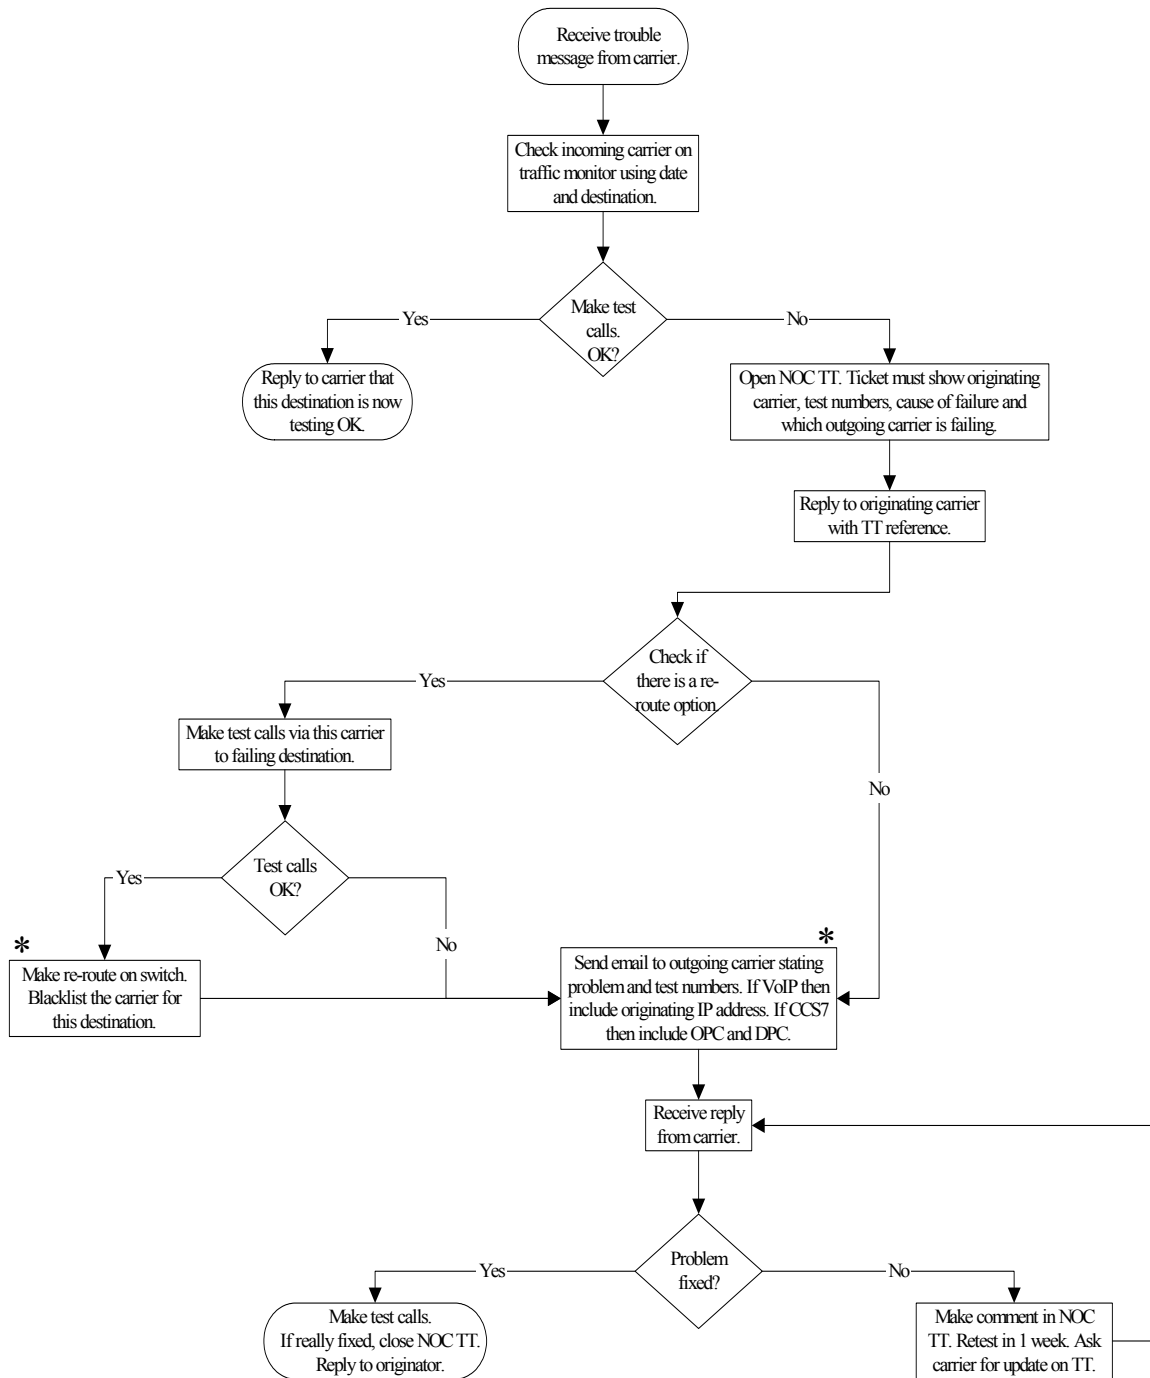 Receive trouble
message from carrier.
Check incoming carrier on
traffic monitor using date
and destination.
Make test
calls.
OK?
Yes
No
Reply to carrier that
this destination is now
testing OK.
Open NOC TT. Ticket must show originating
carrier, test numbers, cause of failure and
which outgoing carrier is failing.
Reply to originating carrier
with TT reference.
Check if
there is a re-
route option.
Yes
No
Make test calls via this carrier
to failing destination.
Test calls
OK?
Yes
No
*
Make re-route on switch.
Blacklist the carrier for
this destination.
*
Send email to outgoing carrier stating
problem and test numbers. If VoIP then
include originating IP address. If CCS7
then include OPC and DPC.
Receive reply
from carrier.
Problem
fixed?
Yes
No
Make test calls.
If really fixed, close NOC TT.
Reply to originator.
Make comment in NOC
TT. Retest in 1 week. Ask
carrier for update on TT.